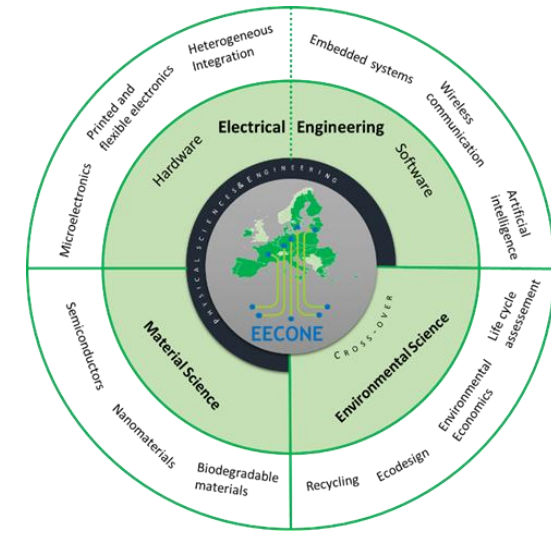 Heterogeneous
Integration
Printed and
flexible electronics
Microelectronics
Embedded systems
Wireless
communication
Artificial
intelligence
Hardware
Electrical Engineering
Software
PHYSICAL SCIENCES&ENGINEERING
EECONE
CROSS-OVER
Material Science
Environmental Science
Semiconductors
Nanomaterials
Biodegradable
materials
Recycling
Ecodesign
Environmental
Economics
Life cycle
assessement